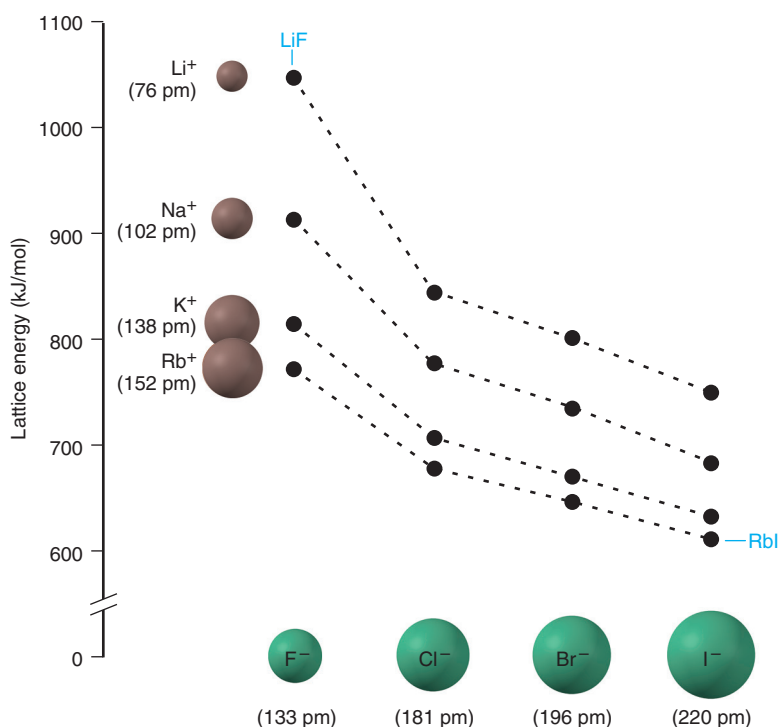 Lattice energy (kJ/mol)
1100
1000
900
800
700
600
0
LiF
Li⁺
(76 pm)
Na⁺
(102 pm)
K⁺
(138 pm)
Rb⁺
(152 pm)
RbI
F⁻ Cl⁻ Br⁻ I⁻
(133 pm) (181 pm) (196 pm) (220 pm)